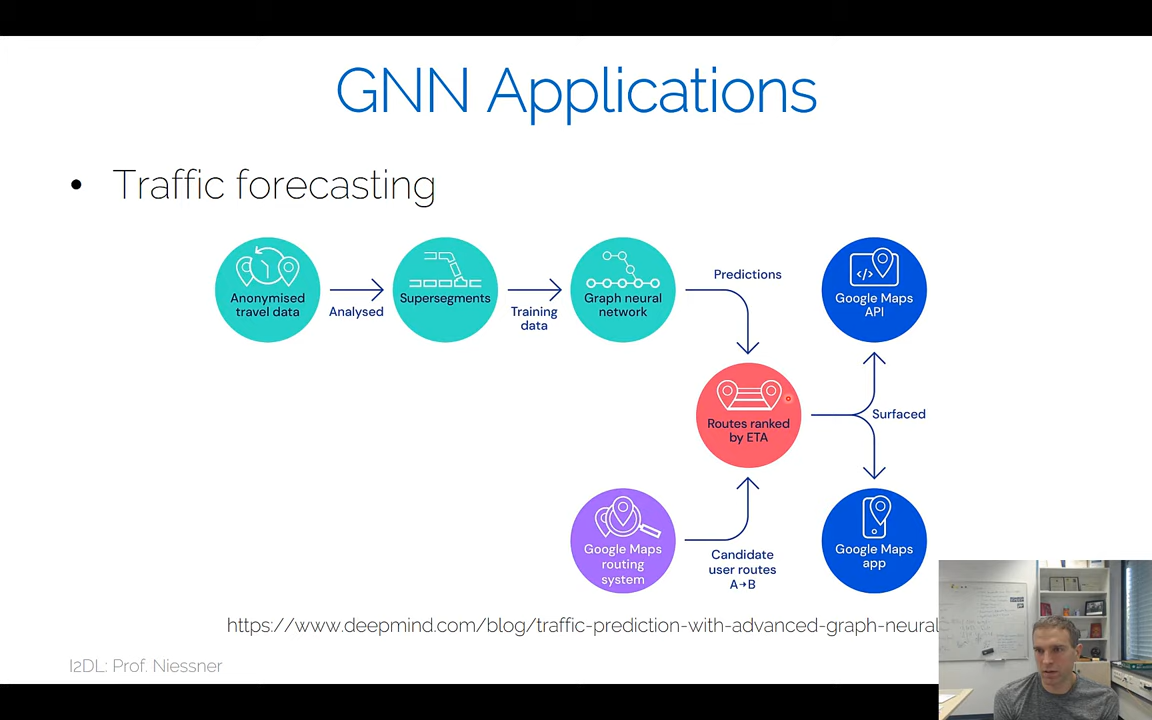 GNN Applications
• Traffic forecasting
Anonymised
travel data
Analysed
Supersegments
Training
data
Graph neural
network
Predictions
Google Maps
API
Routes ranked
by ETA
Surfaced
Google Maps
routing
system
Candidate
user routes
A→B
Google Maps
app
https://www.deepmind.com/blog/traffic-prediction-with-advanced-graph-neural
I2DL: Prof. Niessner